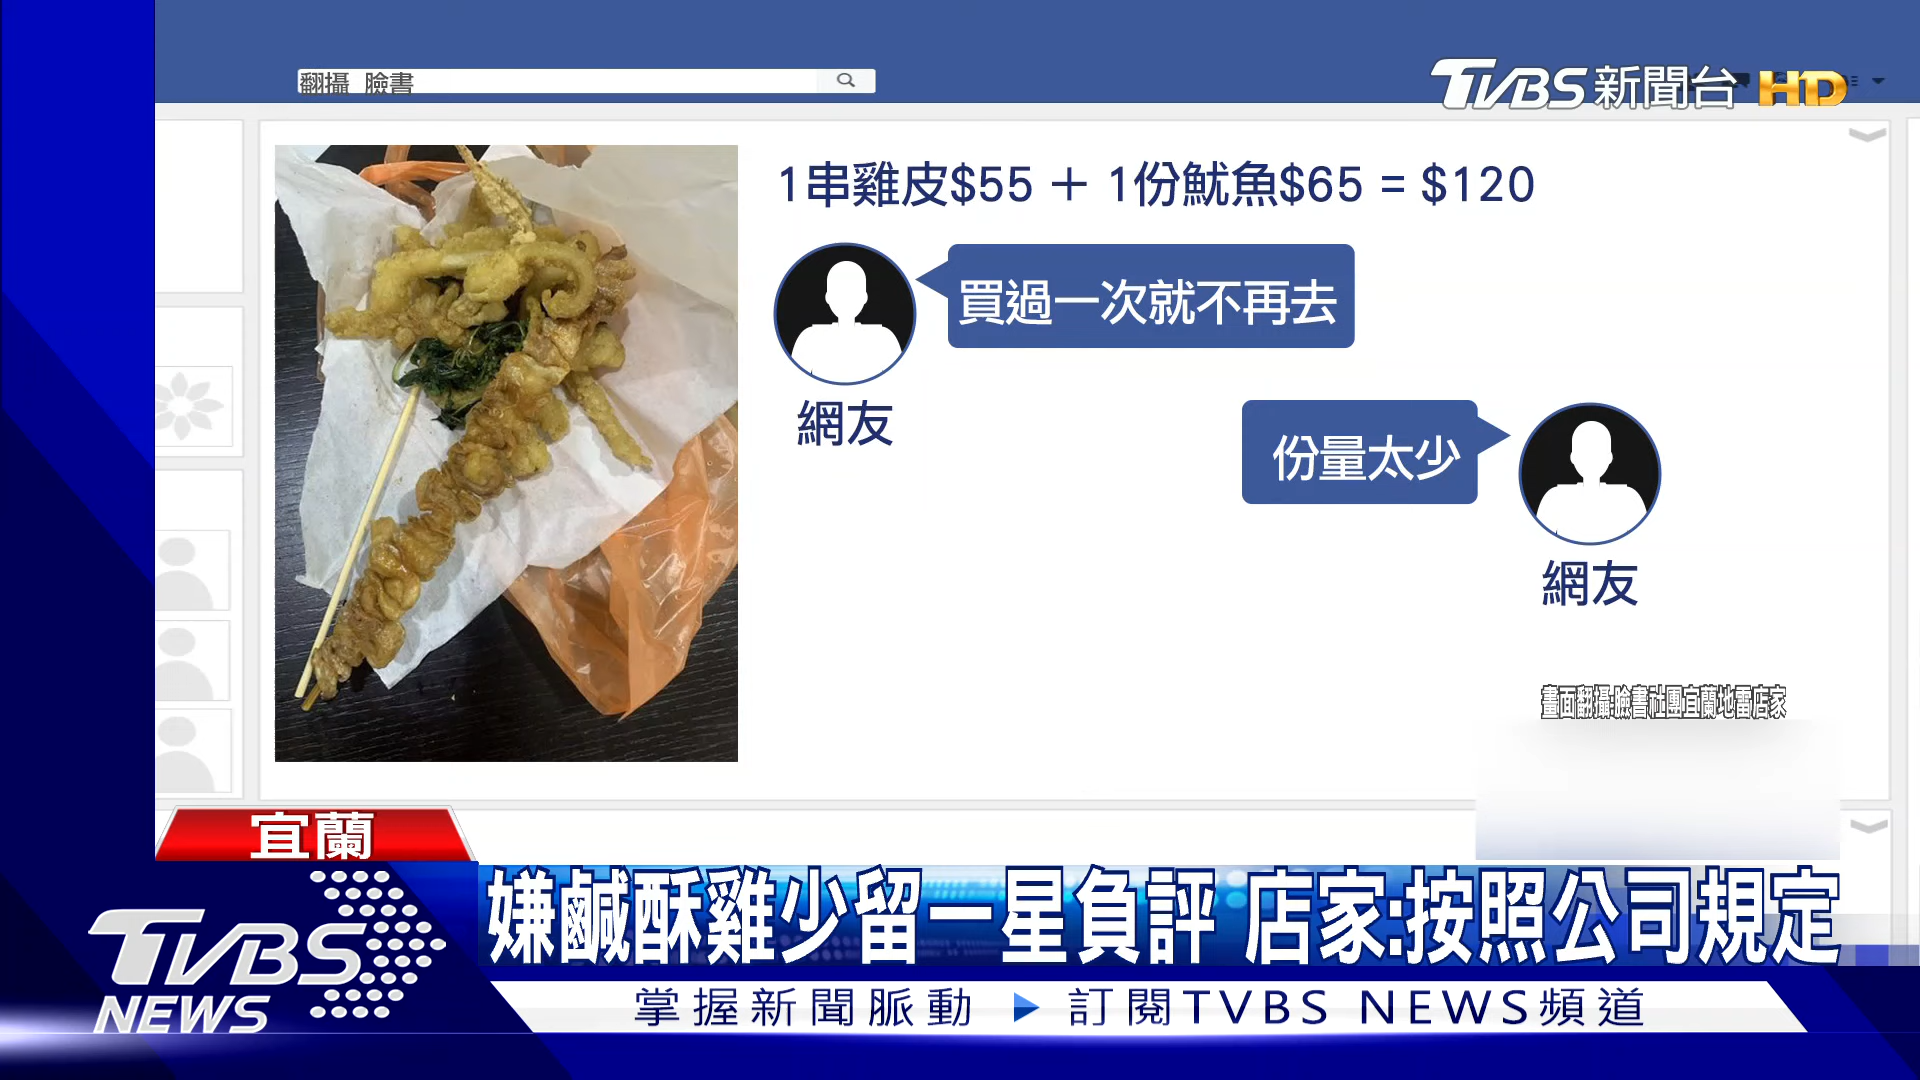 翻攝 臉書
TVBS新聞台 HD
1串雞皮$55 + 1份魷魚$65 = $120
買過一次就不再去
網友
份量太少
網友
畫面翻攝:臉書社團宜蘭地雷店家
宜蘭
嫌鹹酥雞少留一星負評 店家:按照公司規定
TVBS
NEWS
掌握新聞脈動 ▶ 訂閱TVBS NEWS頻道